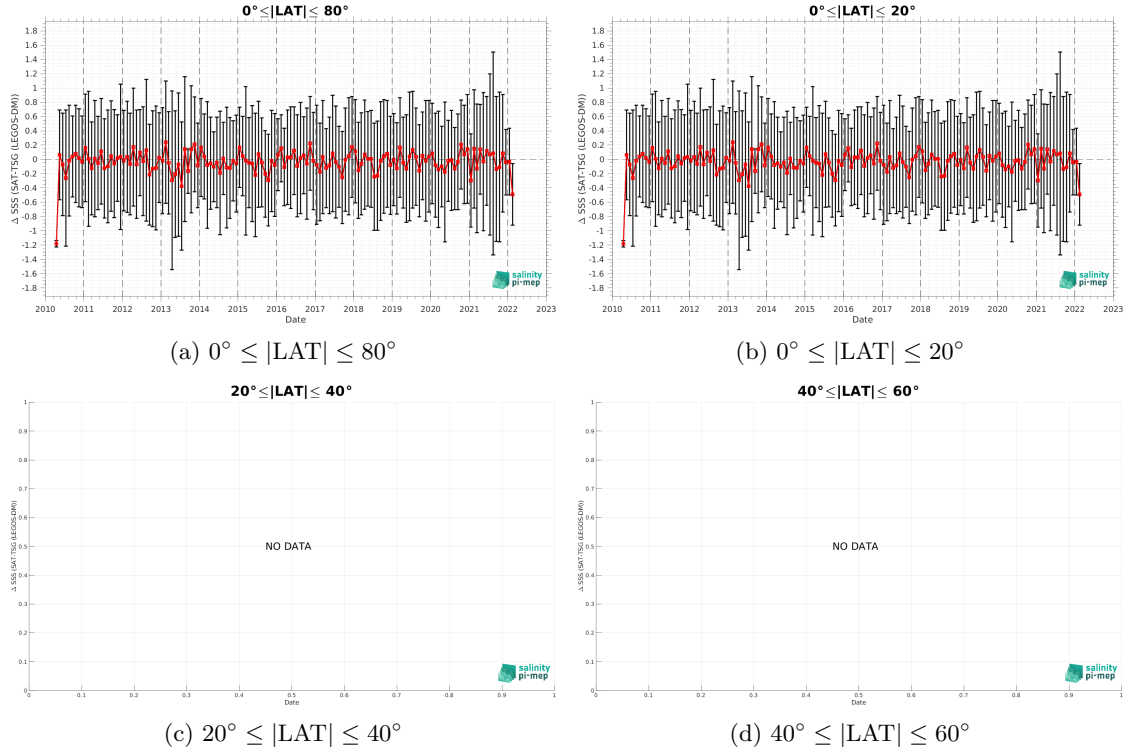 0°≤|LAT|≤ 80°
Δ SSS (SAT-TSG (LEGOS-DM))
1.8
1.6
1.4
1.2
1
0.8
0.6
0.4
0.2
0
-0.2
-0.4
-0.6
-0.8
-1
-1.2
-1.4
-1.6
-1.8
2010 2011 2012 2013 2014 2015 2016 2017 2018 2019 2020 2021 2022 2023
Date
salinity
pi-mep
(a) 0° ≤ |LAT| ≤ 80°
0°≤|LAT|≤ 20°
Δ SSS (SAT-TSG (LEGOS-DM))
1.8
1.6
1.4
1.2
1
0.8
0.6
0.4
0.2
0
-0.2
-0.4
-0.6
-0.8
-1
-1.2
-1.4
-1.6
-1.8
2010 2011 2012 2013 2014 2015 2016 2017 2018 2019 2020 2021 2022 2023
Date
salinity
pi-mep
(b) 0° ≤ |LAT| ≤ 20°
20°≤|LAT|≤ 40°
Δ SSS (SAT-TSG (LEGOS-DM))
1
0.9
0.8
0.7
0.6
0.5
0.4
0.3
0.2
0.1
0
NO DATA
0 0.1 0.2 0.3 0.4 0.5 0.6 0.7 0.8 0.9 1
Date
salinity
pi-mep
(c) 20° ≤ |LAT| ≤ 40°
40°≤|LAT|≤ 60°
Δ SSS (SAT-TSG (LEGOS-DM))
1
0.9
0.8
0.7
0.6
0.5
0.4
0.3
0.2
0.1
0
NO DATA
0 0.1 0.2 0.3 0.4 0.5 0.6 0.7 0.8 0.9 1
Date
salinity
pi-mep
(d) 40° ≤ |LAT| ≤ 60°